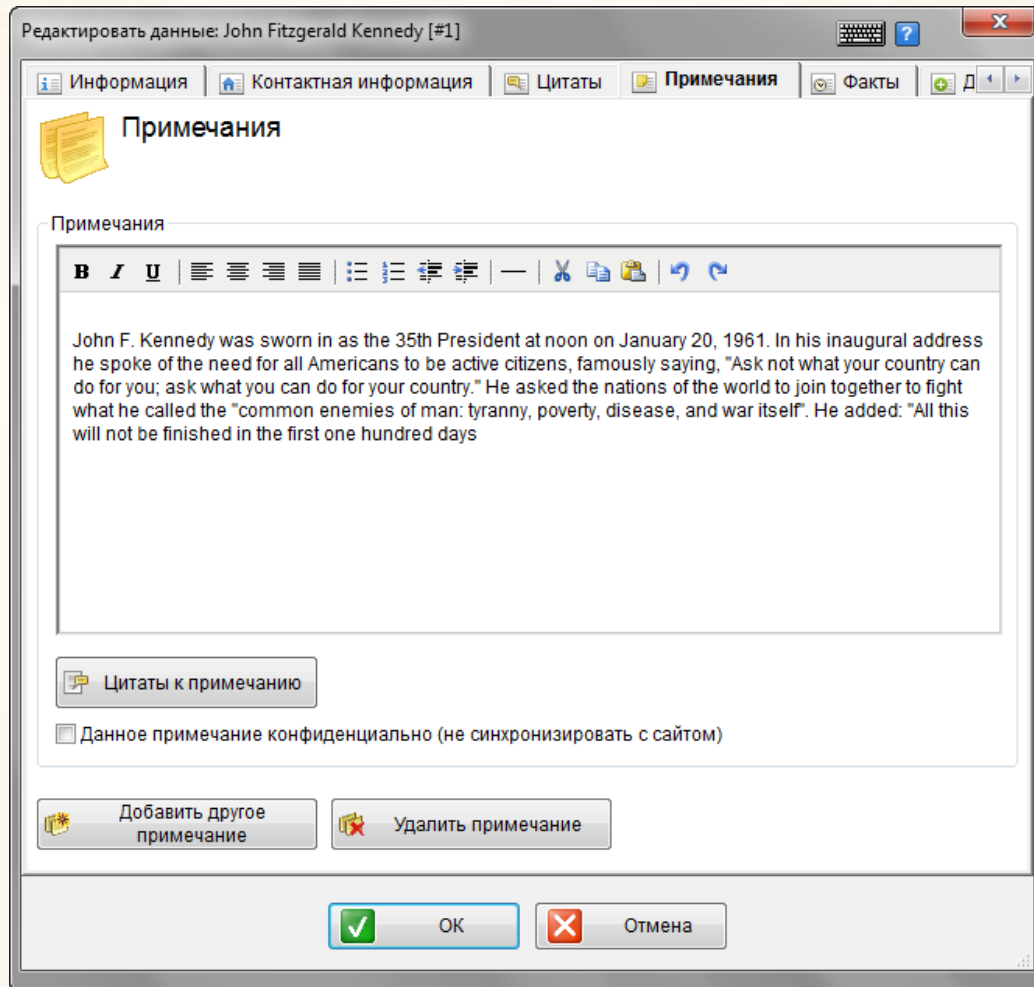 Редактировать данные: John Fitzgerald Kennedy [#1]
Информация Контактная информация Цитаты Примечания Факты Д
Примечания
Примечания
B I U
John F. Kennedy was sworn in as the 35th President at noon on January 20, 1961. In his inaugural address
he spoke of the need for all Americans to be active citizens, famously saying, "Ask not what your country can
do for you; ask what you can do for your country." He asked the nations of the world to join together to fight
what he called the "common enemies of man: tyranny, poverty, disease, and war itself". He added: "All this
will not be finished in the first one hundred days
Цитаты к примечанию
Данное примечание конфиденциально (не синхронизировать с сайтом)
Добавить другое
примечание
Удалить примечание
ОК
Отмена